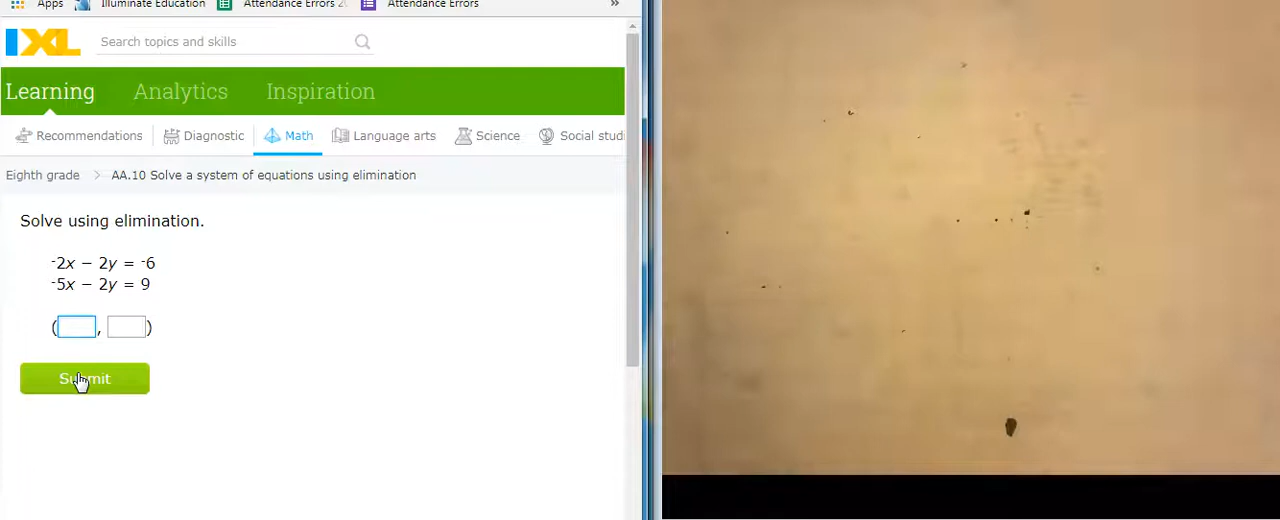 Apps Illuminate Education Attendance Errors 20 Attendance Errors »
IXL Search topics and skills
Learning Analytics Inspiration
Recommendations Diagnostic Math Language arts Science Social studi
Eighth grade > AA.10 Solve a system of equations using elimination
Solve using elimination.
-2x − 2y = -6
-5x − 2y = 9
( , )
Submit